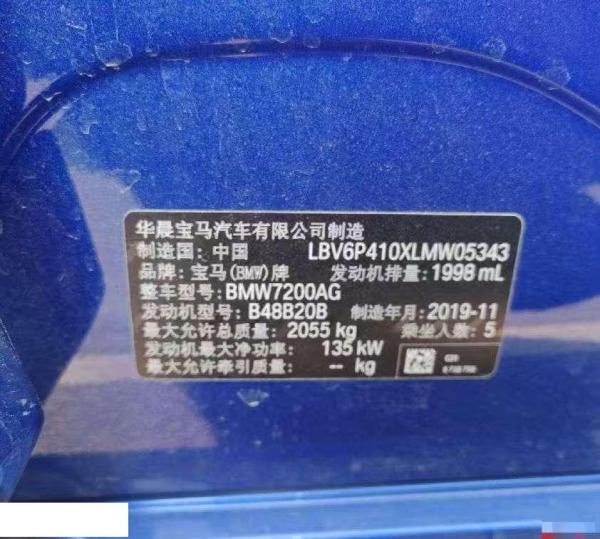 华晨宝马汽车有限公司制造
制造国：中国 LBV6P410XLMW05343
品牌：宝马(BMW)牌 发动机排量：1998 mL
整车型号：BMW7200AG
发动机型号：B48B20B 制造年月：2019-11
最大允许总质量：2055 kg 乘坐人数：5
发动机最大净功率：135 kW
最大允许牵引质量：-- kg